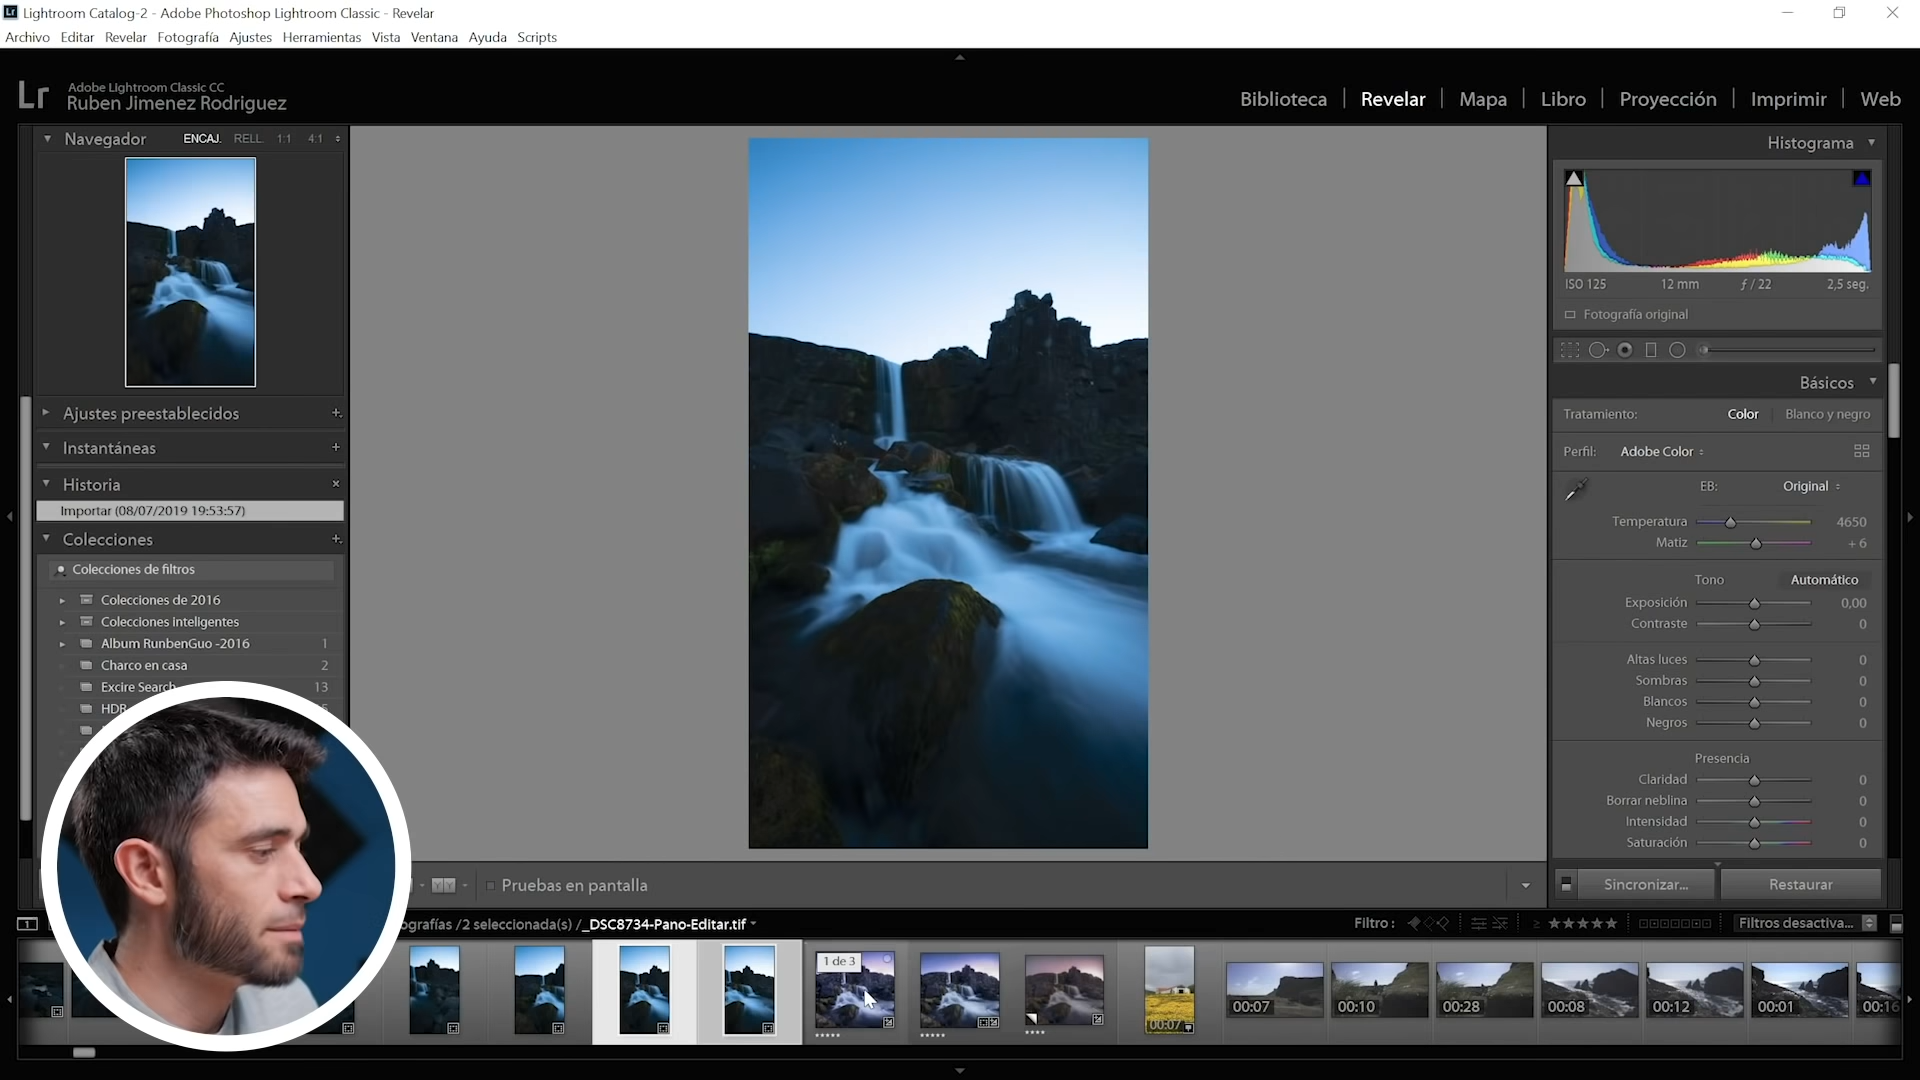 Lightroom Catalog-2 - Adobe Photoshop Lightroom Classic - Revelar
Archivo Editar Revelar Fotografía Ajustes Herramientas Vista Ventana Ayuda Scripts
Lr
Adobe Lightroom Classic CC
Ruben Jimenez Rodriguez
Biblioteca | Revelar | Mapa | Libro | Proyección | Imprimir | Web
Navegador ENCAJ. RELL. 1:1 4:1
Ajustes preestablecidos
Instantáneas
Historia
Importar (08/07/2019 19:53:57)
Colecciones
Colecciones de filtros
Colecciones de 2016
Colecciones inteligentes
Album RunbenGuo -2016 1
Charco en casa 2
Excire Search 13
HDR
Histograma
ISO 125 12 mm ƒ / 22 2,5 seg.
Fotografía original
Básicos
Tratamiento: Color Blanco y negro
Perfil: Adobe Color
EB: Original
Temperatura 4650
Matiz + 6
Tono Automático
Exposición 0,00
Contraste 0
Altas luces 0
Sombras 0
Blancos 0
Negros 0
Presencia
Claridad 0
Borrar neblina 0
Intensidad 0
Saturación 0
Sincronizar... Restaurar
Pruebas en pantalla
1
ografías /2 seleccionada(s) /_DSC8734-Pano-Editar.tif
Filtro : ≥ ★★★★★ Filtros desactiva...
1 de 3
00:07
00:07
00:10
00:28
00:08
00:12
00:01
00:16